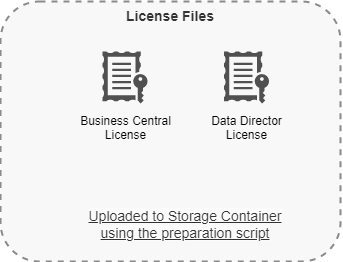 License Files
Business Central
License
Data Director
License
Uploaded to Storage Container
using the preparation script